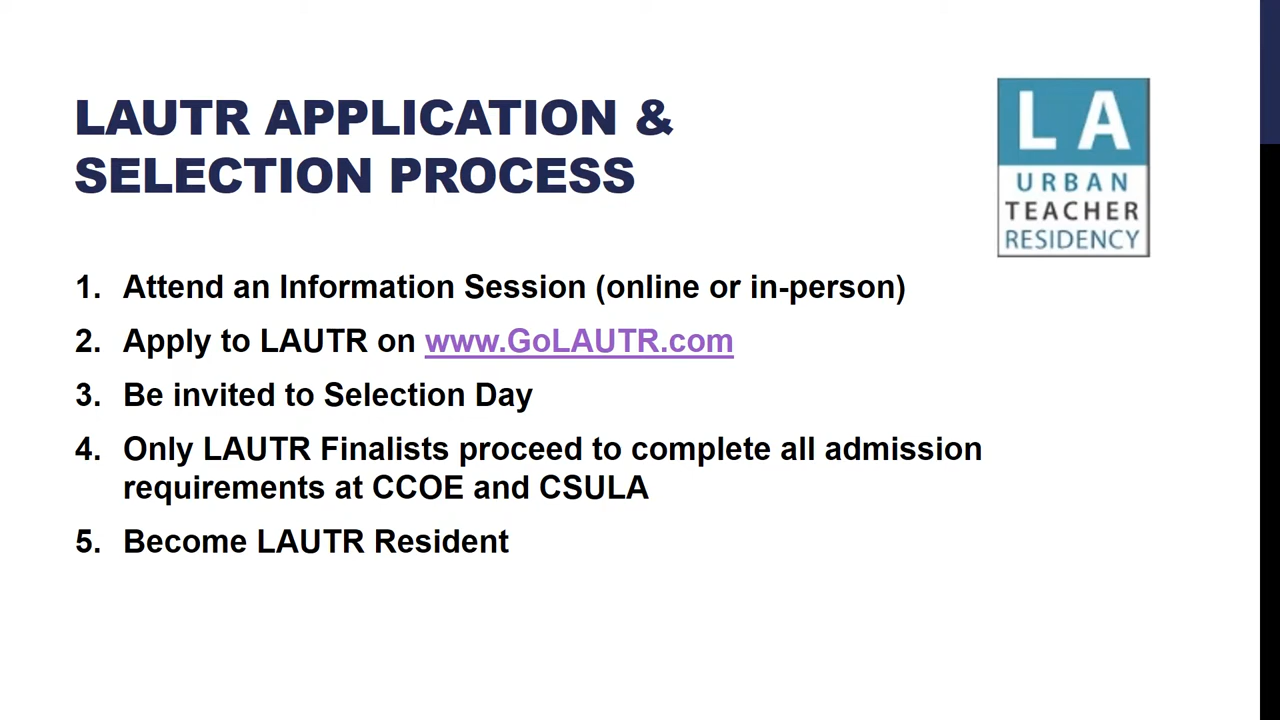 LAUTR APPLICATION &
SELECTION PROCESS
LA
URBAN
TEACHER
RESIDENCY
1. Attend an Information Session (online or in-person)
2. Apply to LAUTR on www.GoLAUTR.com
3. Be invited to Selection Day
4. Only LAUTR Finalists proceed to complete all admission
requirements at CCOE and CSULA
5. Become LAUTR Resident